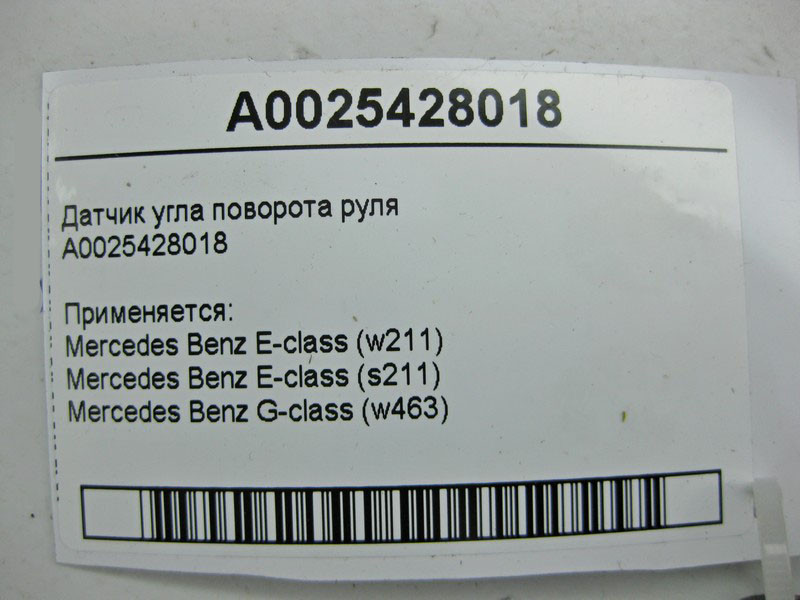 A0025428018
Датчик угла поворота руля
A0025428018
Применяется:
Mercedes Benz E-class (w211)
Mercedes Benz E-class (s211)
Mercedes Benz G-class (w463)